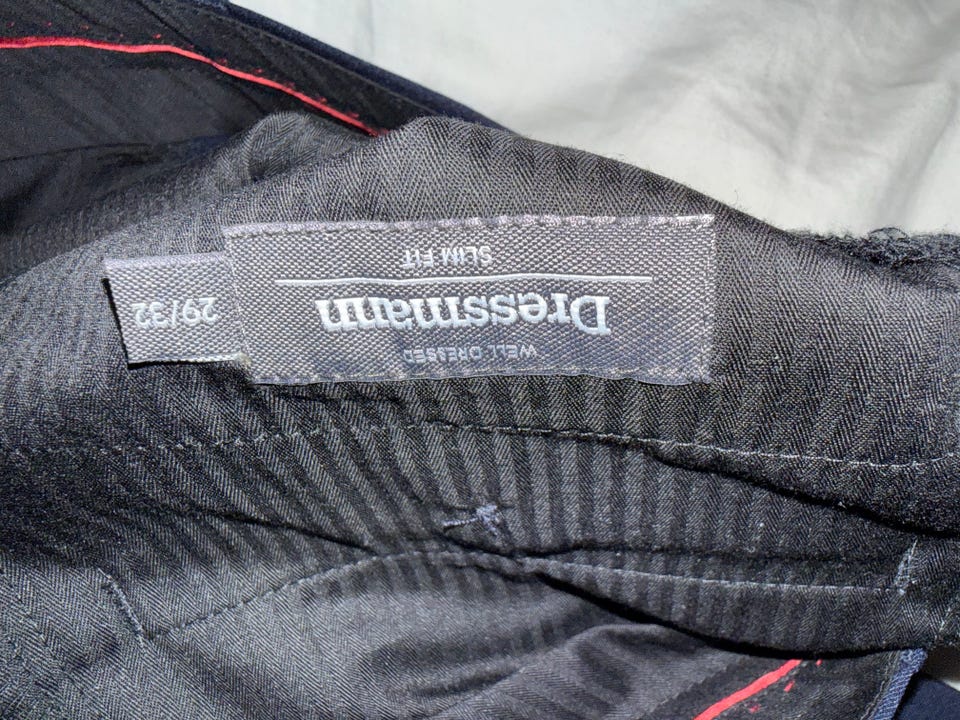 WELL DRESSED
Dressmann
SLIM FIT
29/32